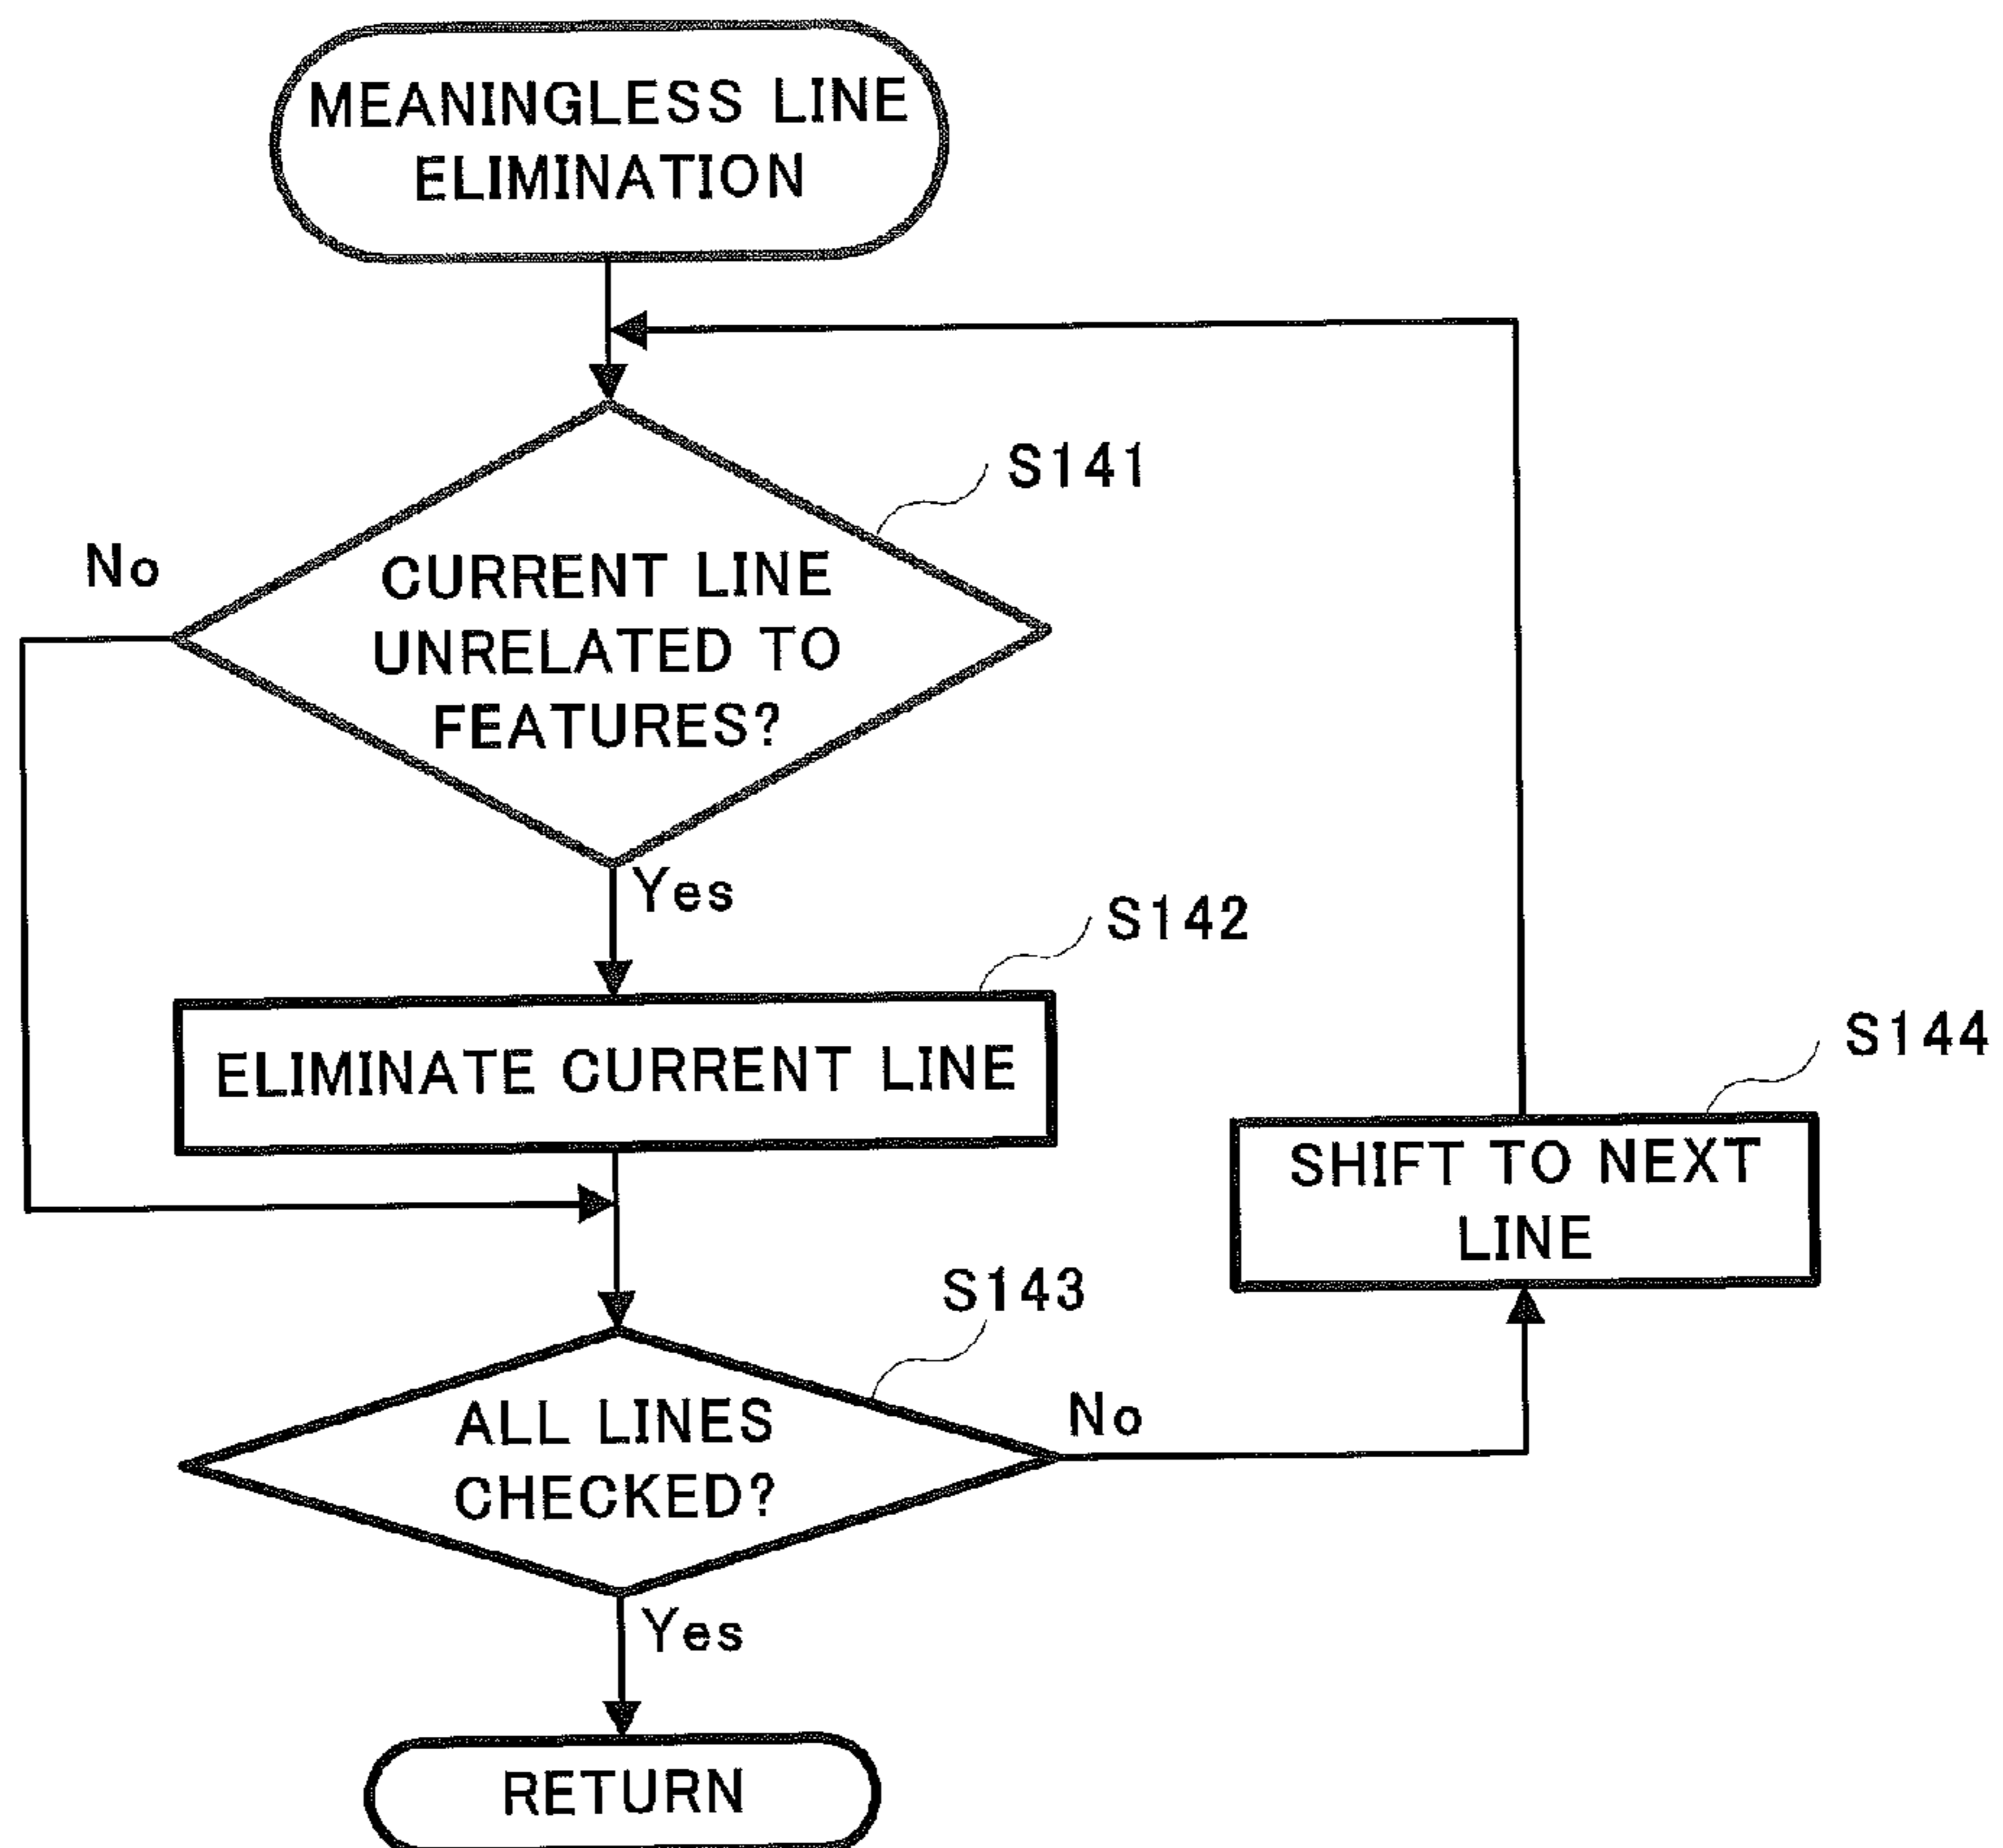 MEANINGLESS LINE
ELIMINATION
S141
No
CURRENT LINE
UNRELATED TO
FEATURES?
Yes
S142
ELIMINATE CURRENT LINE
S144
SHIFT TO NEXT
LINE
S143
ALL LINES
CHECKED?
No
Yes
RETURN